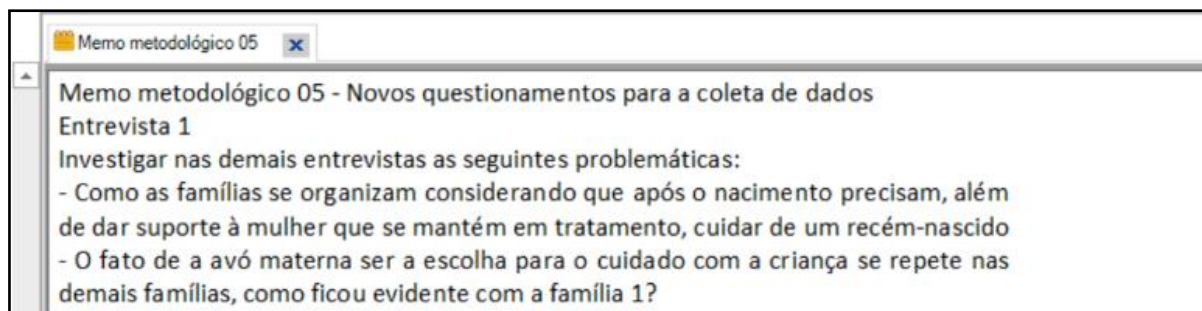 Memo metodológico 05
Memo metodológico 05 - Novos questionamentos para a coleta de dados
Entrevista 1
Investigar nas demais entrevistas as seguintes problemáticas:
- Como as famílias se organizam considerando que após o nacimento precisam, além
de dar suporte à mulher que se mantém em tratamento, cuidar de um recém-nascido
- O fato de a avó materna ser a escolha para o cuidado com a criança se repete nas
demais famílias, como ficou evidente com a família 1?